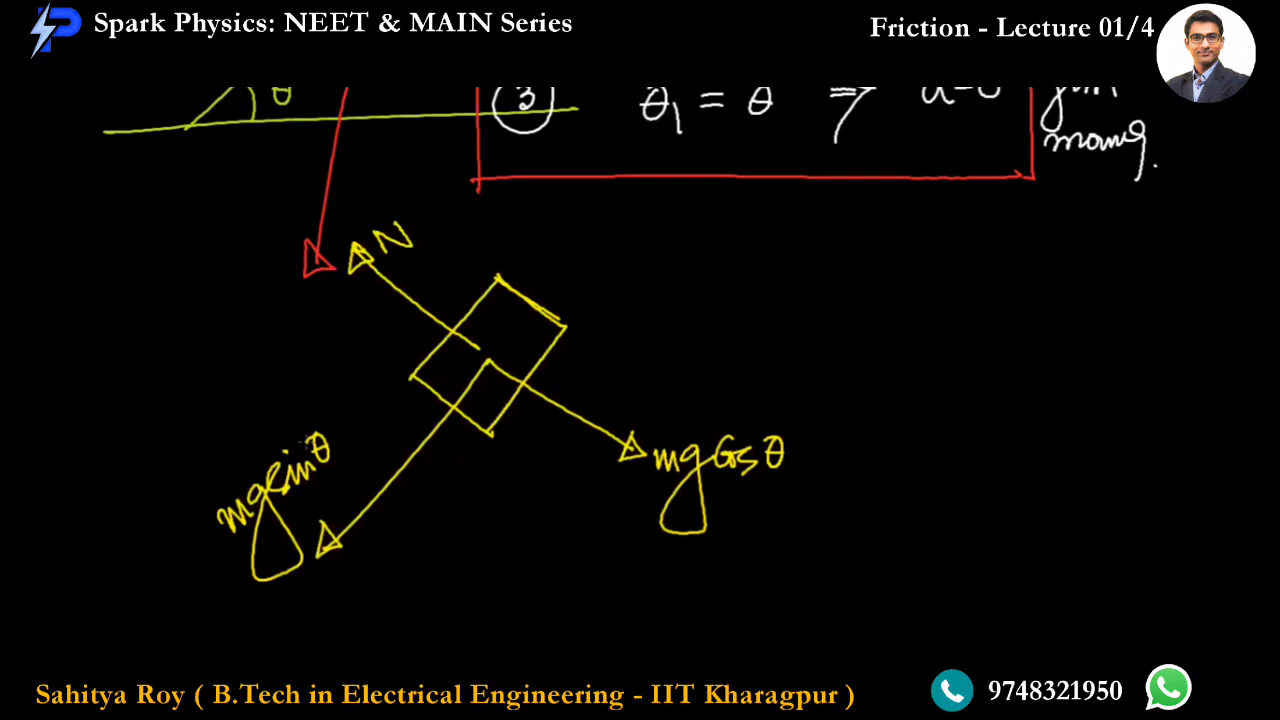 Spark Physics: NEET & MAIN Series
Friction - Lecture 01/4
θ
3 θ₁ = θ ⇒
moving.
N
mg sinθ
mg Cos θ
Sahitya Roy ( B.Tech in Electrical Engineering - IIT Kharagpur )
9748321950